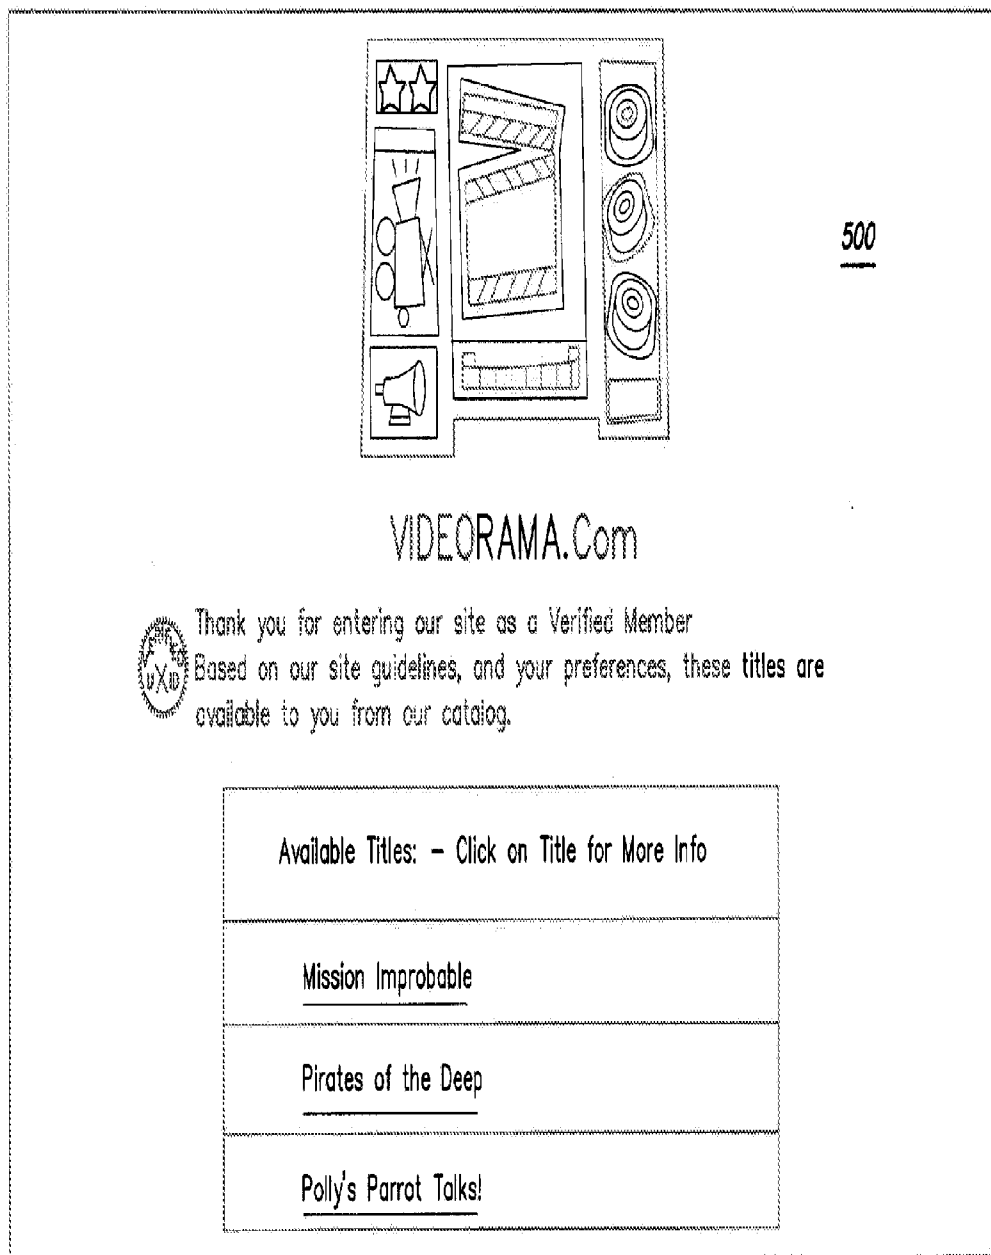 500
VIDEORAMA.Com
Thank you for entering our site as a Verified Member
Based on our site guidelines, and your preferences, these titles are
available to you from our catalog.
Available Titles: – Click on Title for More Info
Mission Improbable
Pirates of the Deep
Polly's Parrot Talks!